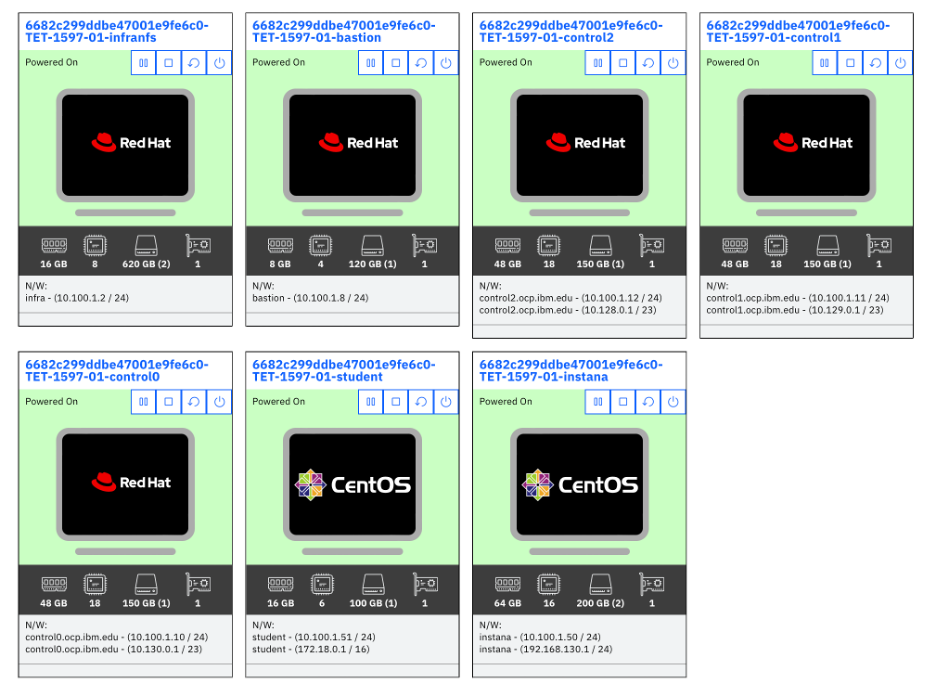 6682c299ddbe47001e9fe6c0-
TET-1597-01-infranfs
Powered On
Red Hat
16 GB 8 620 GB (2) 1
N/W:
infra - (10.100.1.2 / 24)
6682c299ddbe47001e9fe6c0-
TET-1597-01-bastion
Powered On
Red Hat
8 GB 4 120 GB (1) 1
N/W:
bastion - (10.100.1.8 / 24)
6682c299ddbe47001e9fe6c0-
TET-1597-01-control2
Powered On
Red Hat
48 GB 18 150 GB (1) 1
N/W:
control2.ocp.ibm.edu - (10.100.1.12 / 24)
control2.ocp.ibm.edu - (10.128.0.1 / 23)
6682c299ddbe47001e9fe6c0-
TET-1597-01-control1
Powered On
Red Hat
48 GB 18 150 GB (1) 1
N/W:
control1.ocp.ibm.edu - (10.100.1.11 / 24)
control1.ocp.ibm.edu - (10.129.0.1 / 23)
6682c299ddbe47001e9fe6c0-
TET-1597-01-control0
Powered On
Red Hat
48 GB 18 150 GB (1) 1
N/W:
control0.ocp.ibm.edu - (10.100.1.10 / 24)
control0.ocp.ibm.edu - (10.130.0.1 / 23)
6682c299ddbe47001e9fe6c0-
TET-1597-01-student
Powered On
CentOS
16 GB 6 100 GB (1) 1
N/W:
student - (10.100.1.51 / 24)
student - (172.18.0.1 / 16)
6682c299ddbe47001e9fe6c0-
TET-1597-01-instana
Powered On
CentOS
64 GB 16 200 GB (2) 1
N/W:
instana - (10.100.1.50 / 24)
instana - (192.168.130.1 / 24)